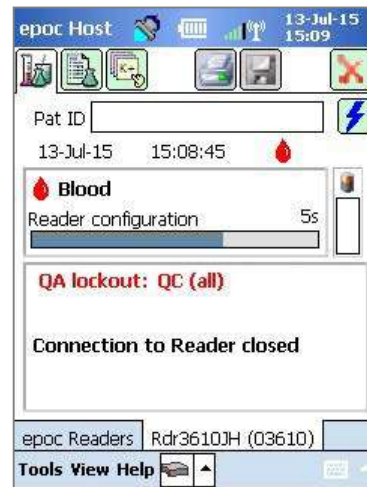 epoc Host 13-Jul-15
15:09
K+
Pat ID
13-Jul-15 15:08:45
Blood
Reader configuration 5s
QA lockout: QC (all)
Connection to Reader closed
epoc Readers Rdr3610JH (03610)
Tools View Help